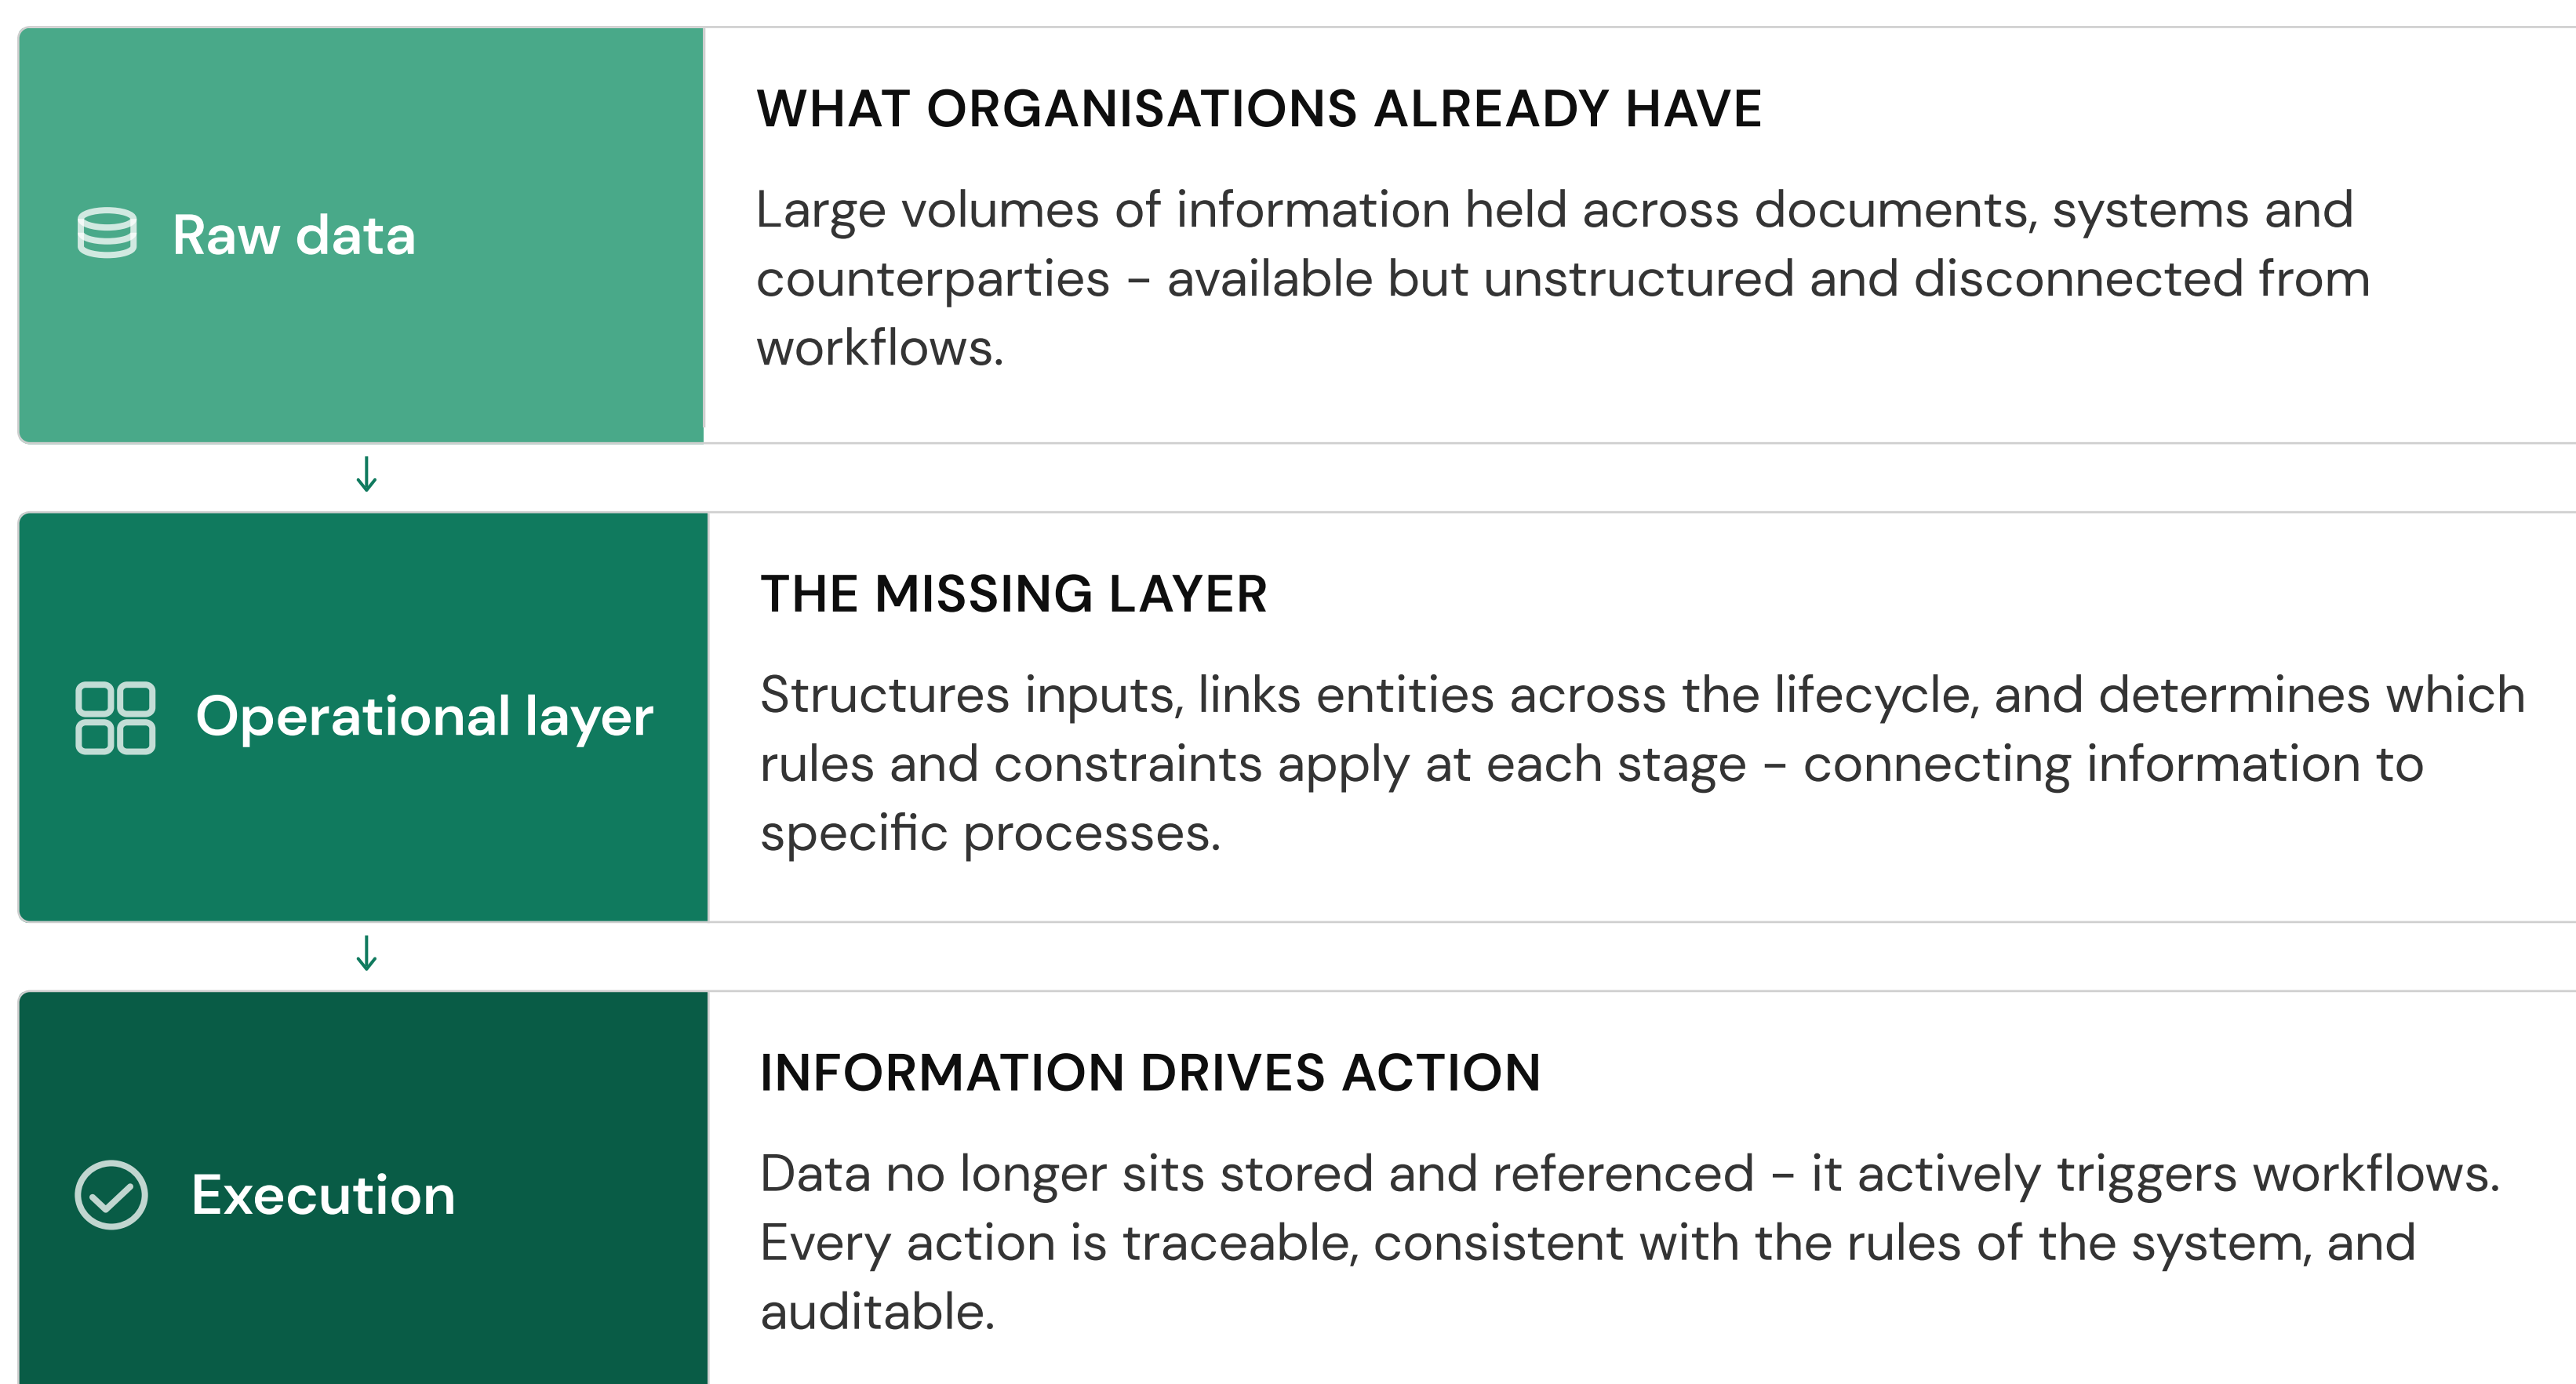 WHAT ORGANISATIONS ALREADY HAVE
Raw data
Large volumes of information held across documents, systems and
counterparties - available but unstructured and disconnected from
workflows.
THE MISSING LAYER
Operational layer
Structures inputs, links entities across the lifecycle, and determines which
rules and constraints apply at each stage - connecting information to
specific processes.
INFORMATION DRIVES ACTION
Execution
Data no longer sits stored and referenced - it actively triggers workflows.
Every action is traceable, consistent with the rules of the system, and
auditable.